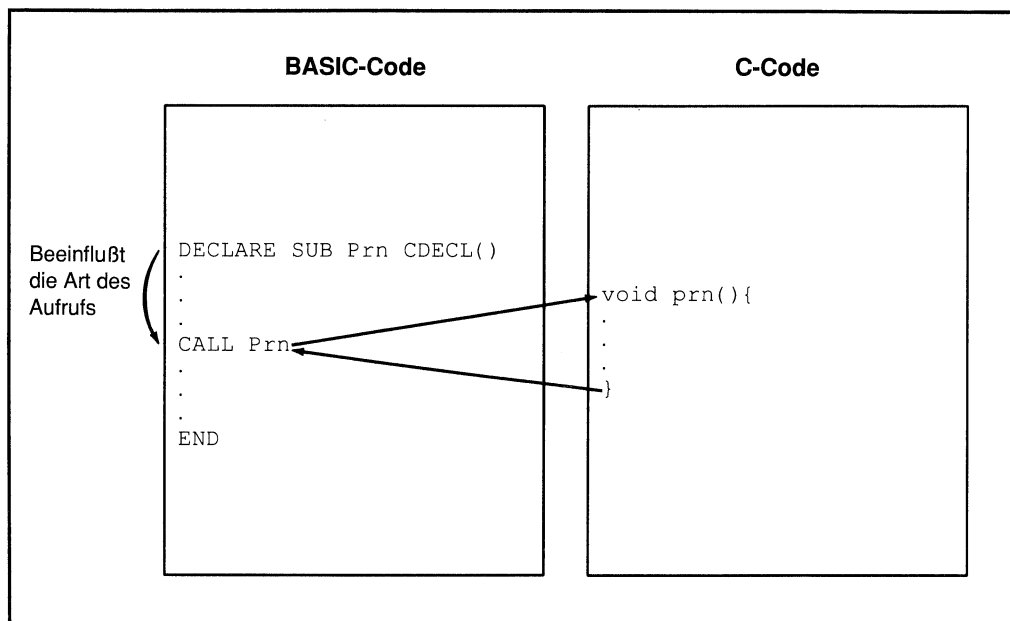 BASIC-Code
C-Code
Beeinflußt
die Art des
Aufrufs
DECLARE SUB Prn CDECL()
.
.
.
CALL Prn
.
.
.
END
void prn(){
.
.
.
}